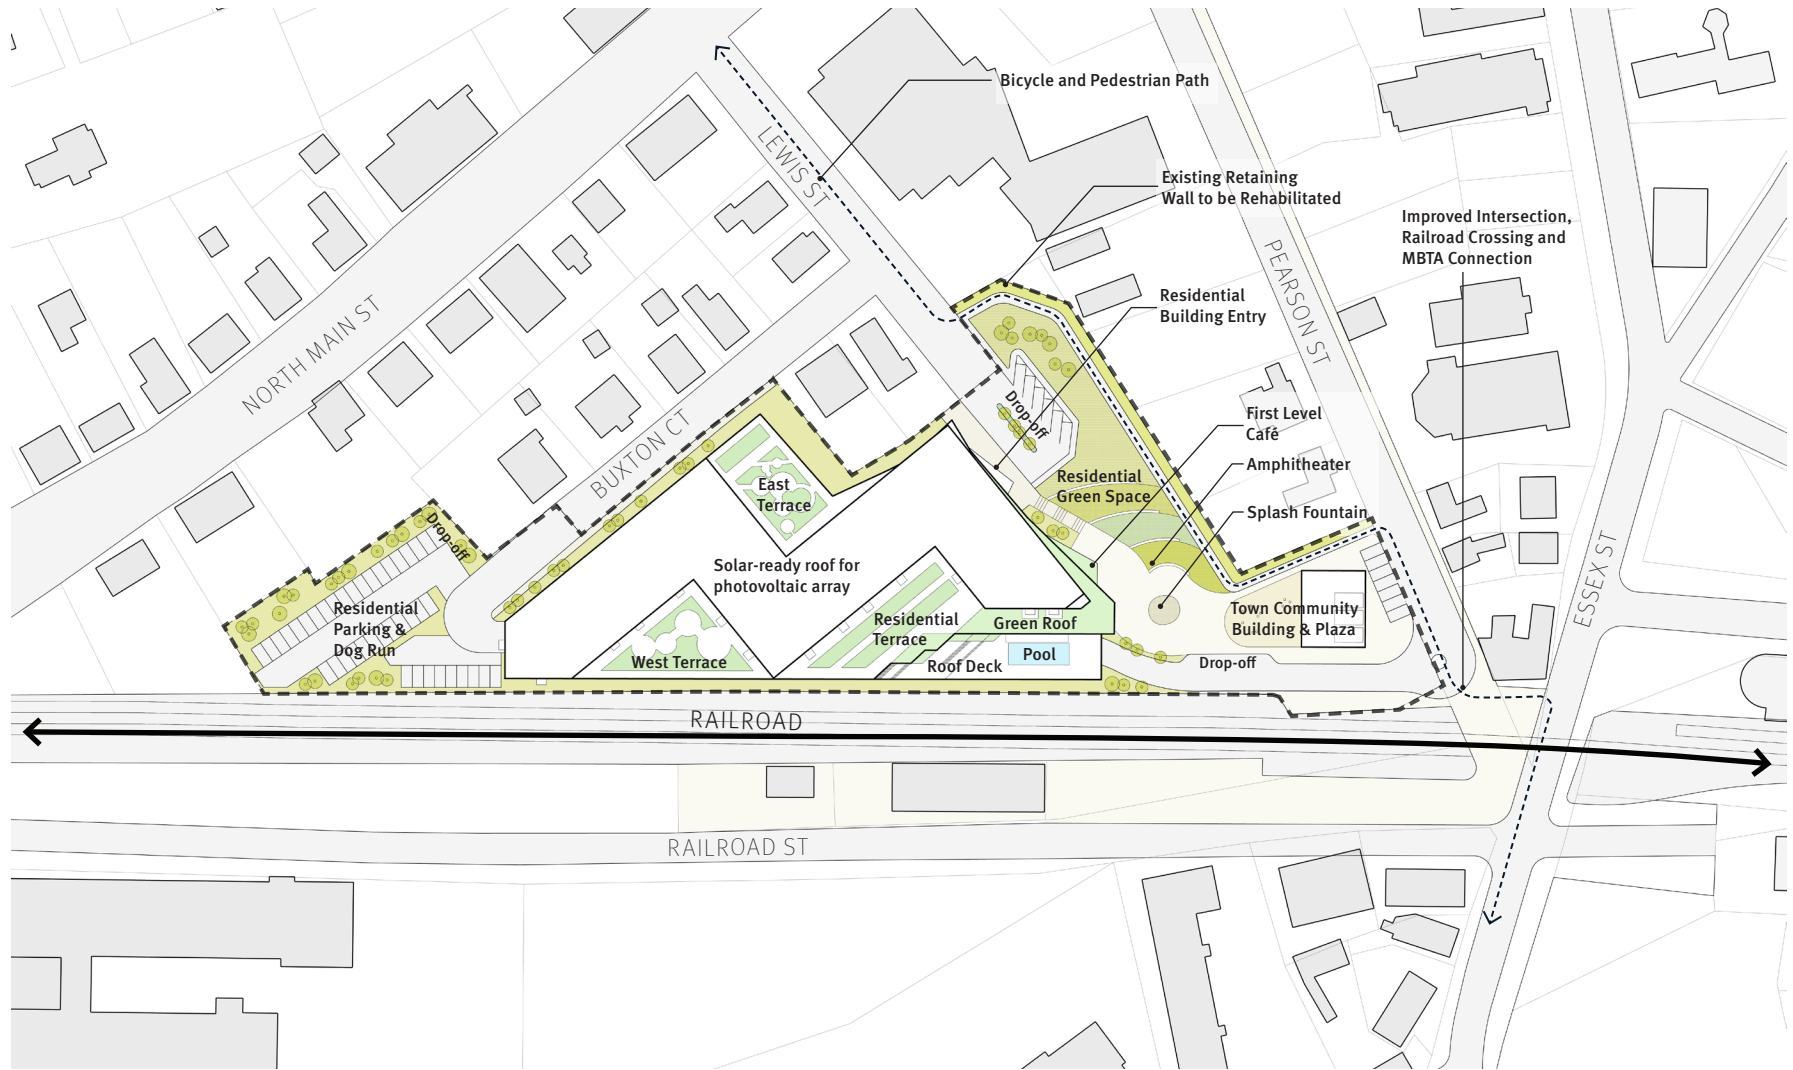 Bicycle and Pedestrian Path
LEWIS ST
Existing Retaining
Wall to be Rehabilitated
Improved Intersection,
Railroad Crossing and
MBTA Connection
PEARSON ST
Residential
Building Entry
NORTH MAIN ST
Drop-off
First Level
Café
BUXTON CT
Amphitheater
Residential
Green Space
East
Terrace
Splash Fountain
Drop-off
ESSEX ST
Solar-ready roof for
photovoltaic array
Residential
Parking &
Dog Run
Residential
Terrace
Green Roof
Town Community
Building & Plaza
West Terrace
Roof Deck
Pool
Drop-off
RAILROAD
RAILROAD ST